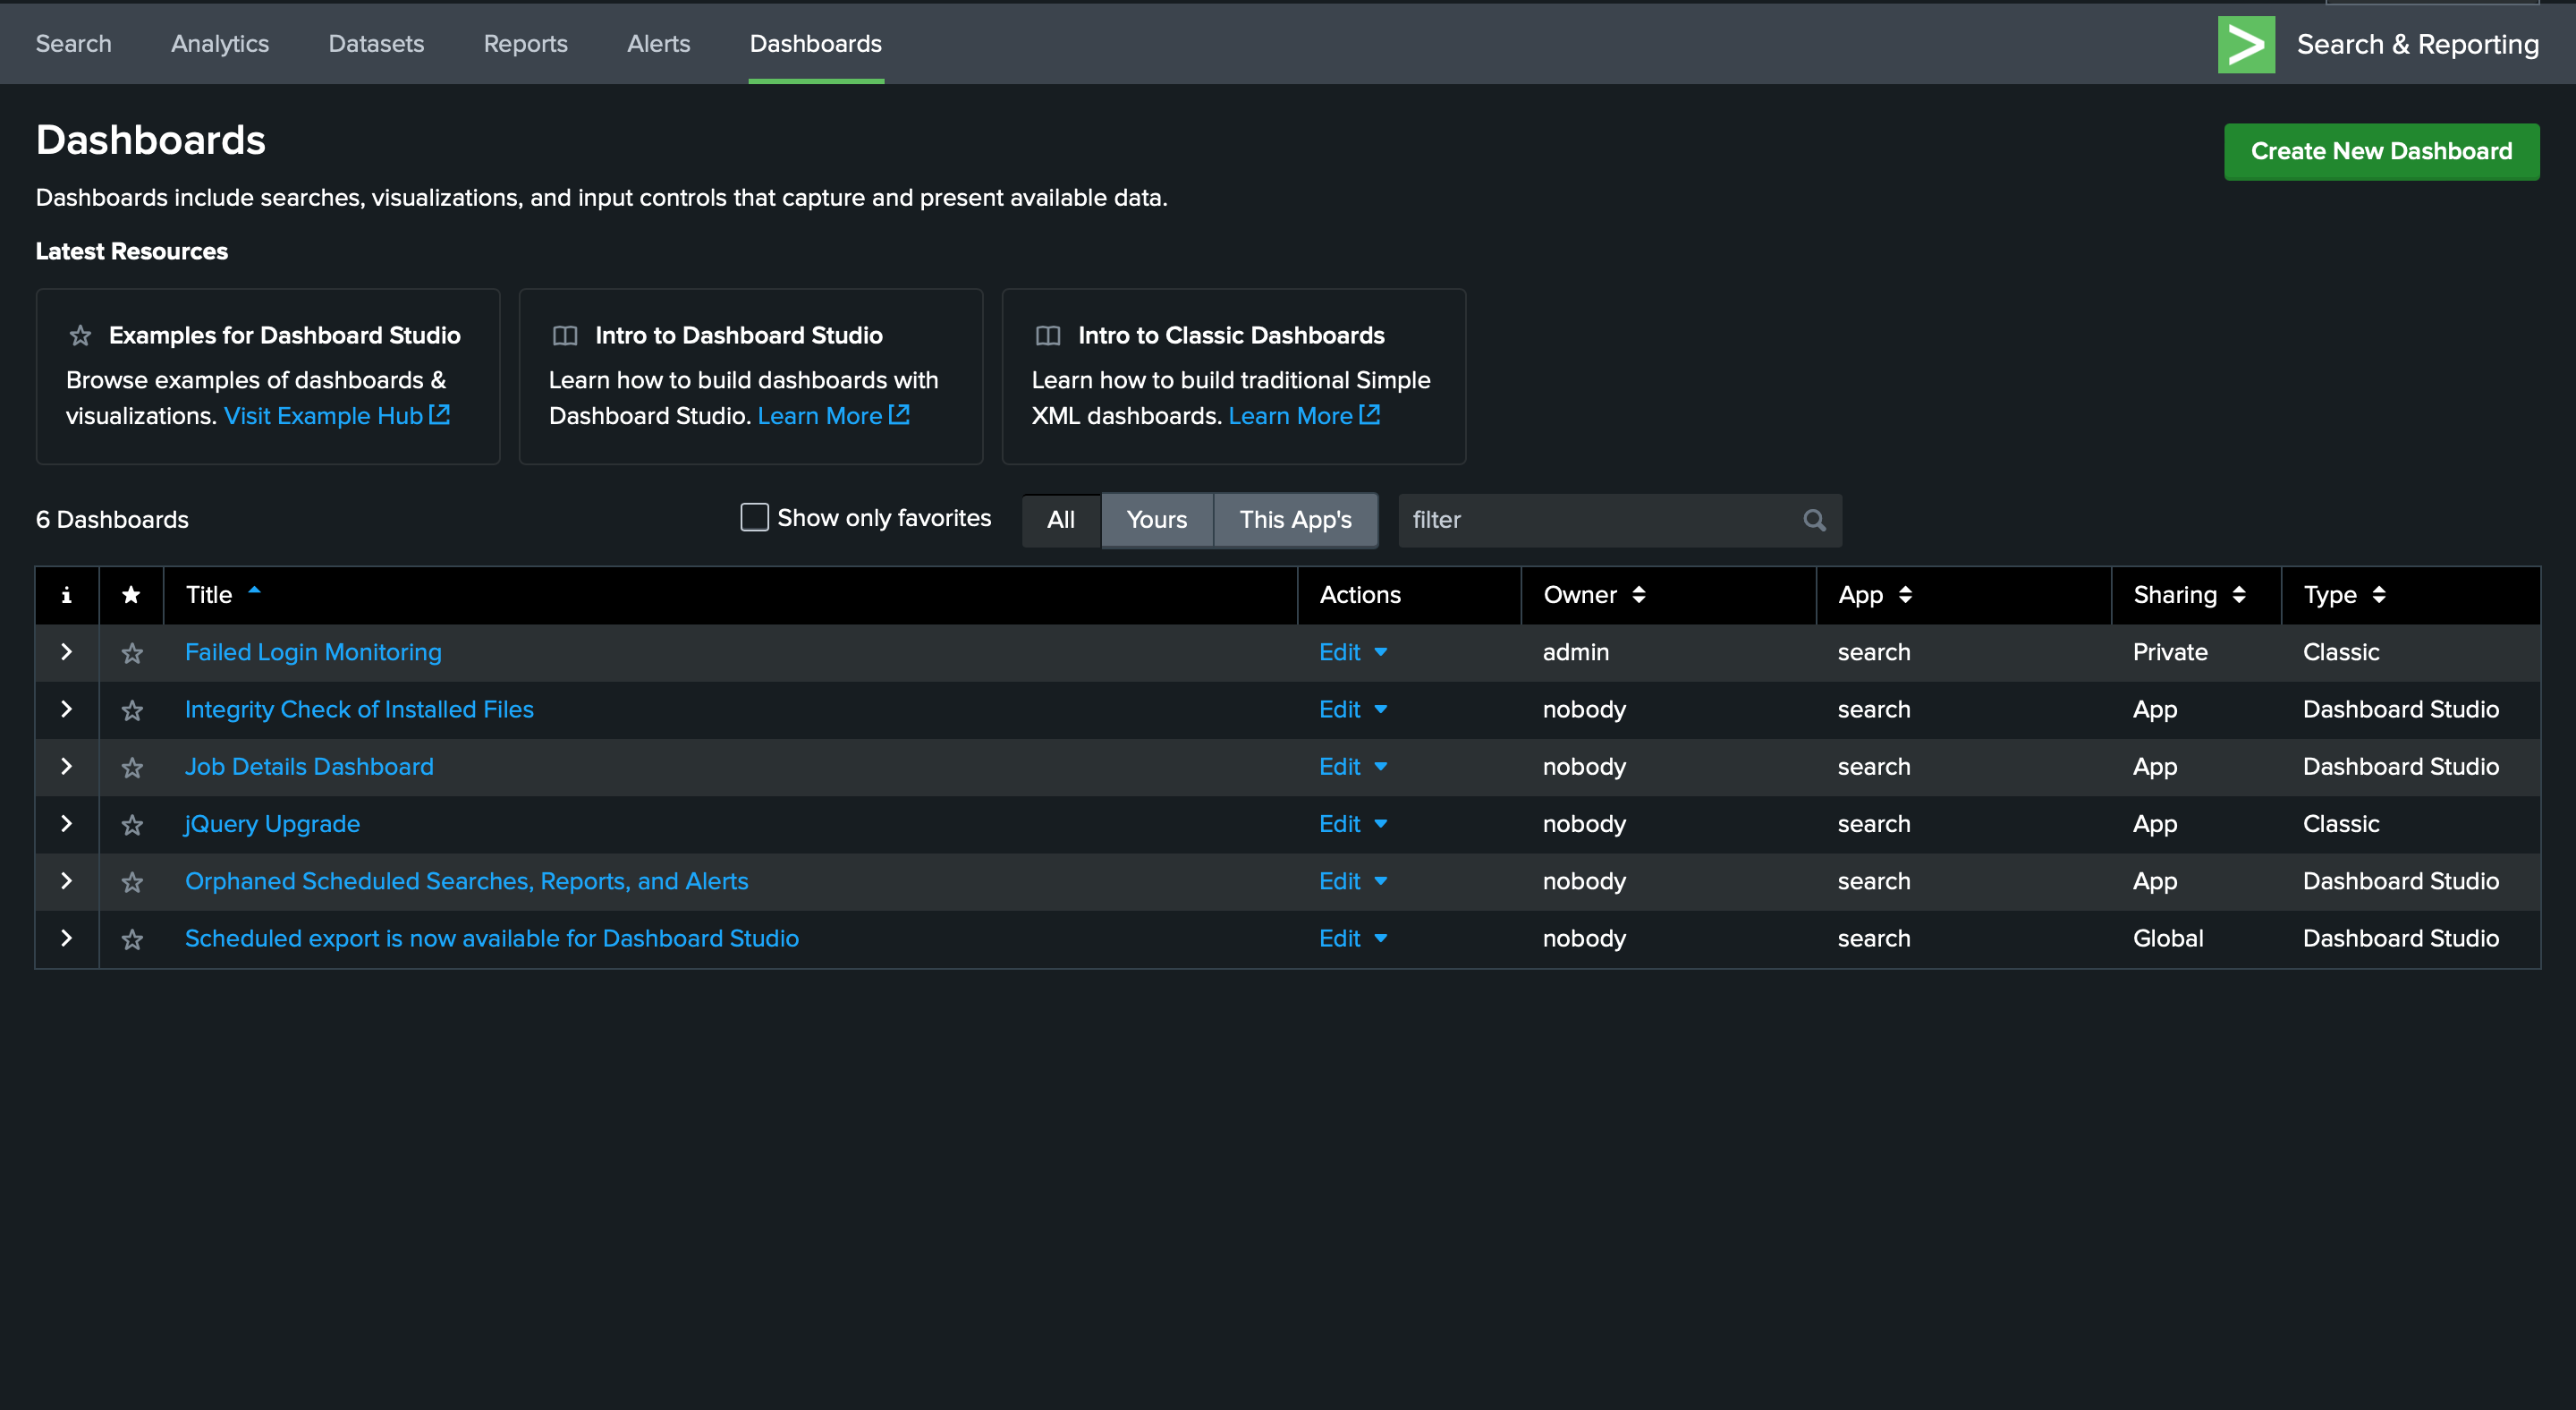 Search Analytics Datasets Reports Alerts Dashboards Search & Reporting
Dashboards
Create New Dashboard
Dashboards include searches, visualizations, and input controls that capture and present available data.
Latest Resources
Examples for Dashboard Studio
Browse examples of dashboards &
visualizations. Visit Example Hub
Intro to Dashboard Studio
Learn how to build dashboards with
Dashboard Studio. Learn More
Intro to Classic Dashboards
Learn how to build traditional Simple
XML dashboards. Learn More
6 Dashboards Show only favorites All Yours This App's filter
i Title Actions Owner App Sharing Type
Failed Login Monitoring Edit admin search Private Classic
Integrity Check of Installed Files Edit nobody search App Dashboard Studio
Job Details Dashboard Edit nobody search App Dashboard Studio
jQuery Upgrade Edit nobody search App Classic
Orphaned Scheduled Searches, Reports, and Alerts Edit nobody search App Dashboard Studio
Scheduled export is now available for Dashboard Studio Edit nobody search Global Dashboard Studio